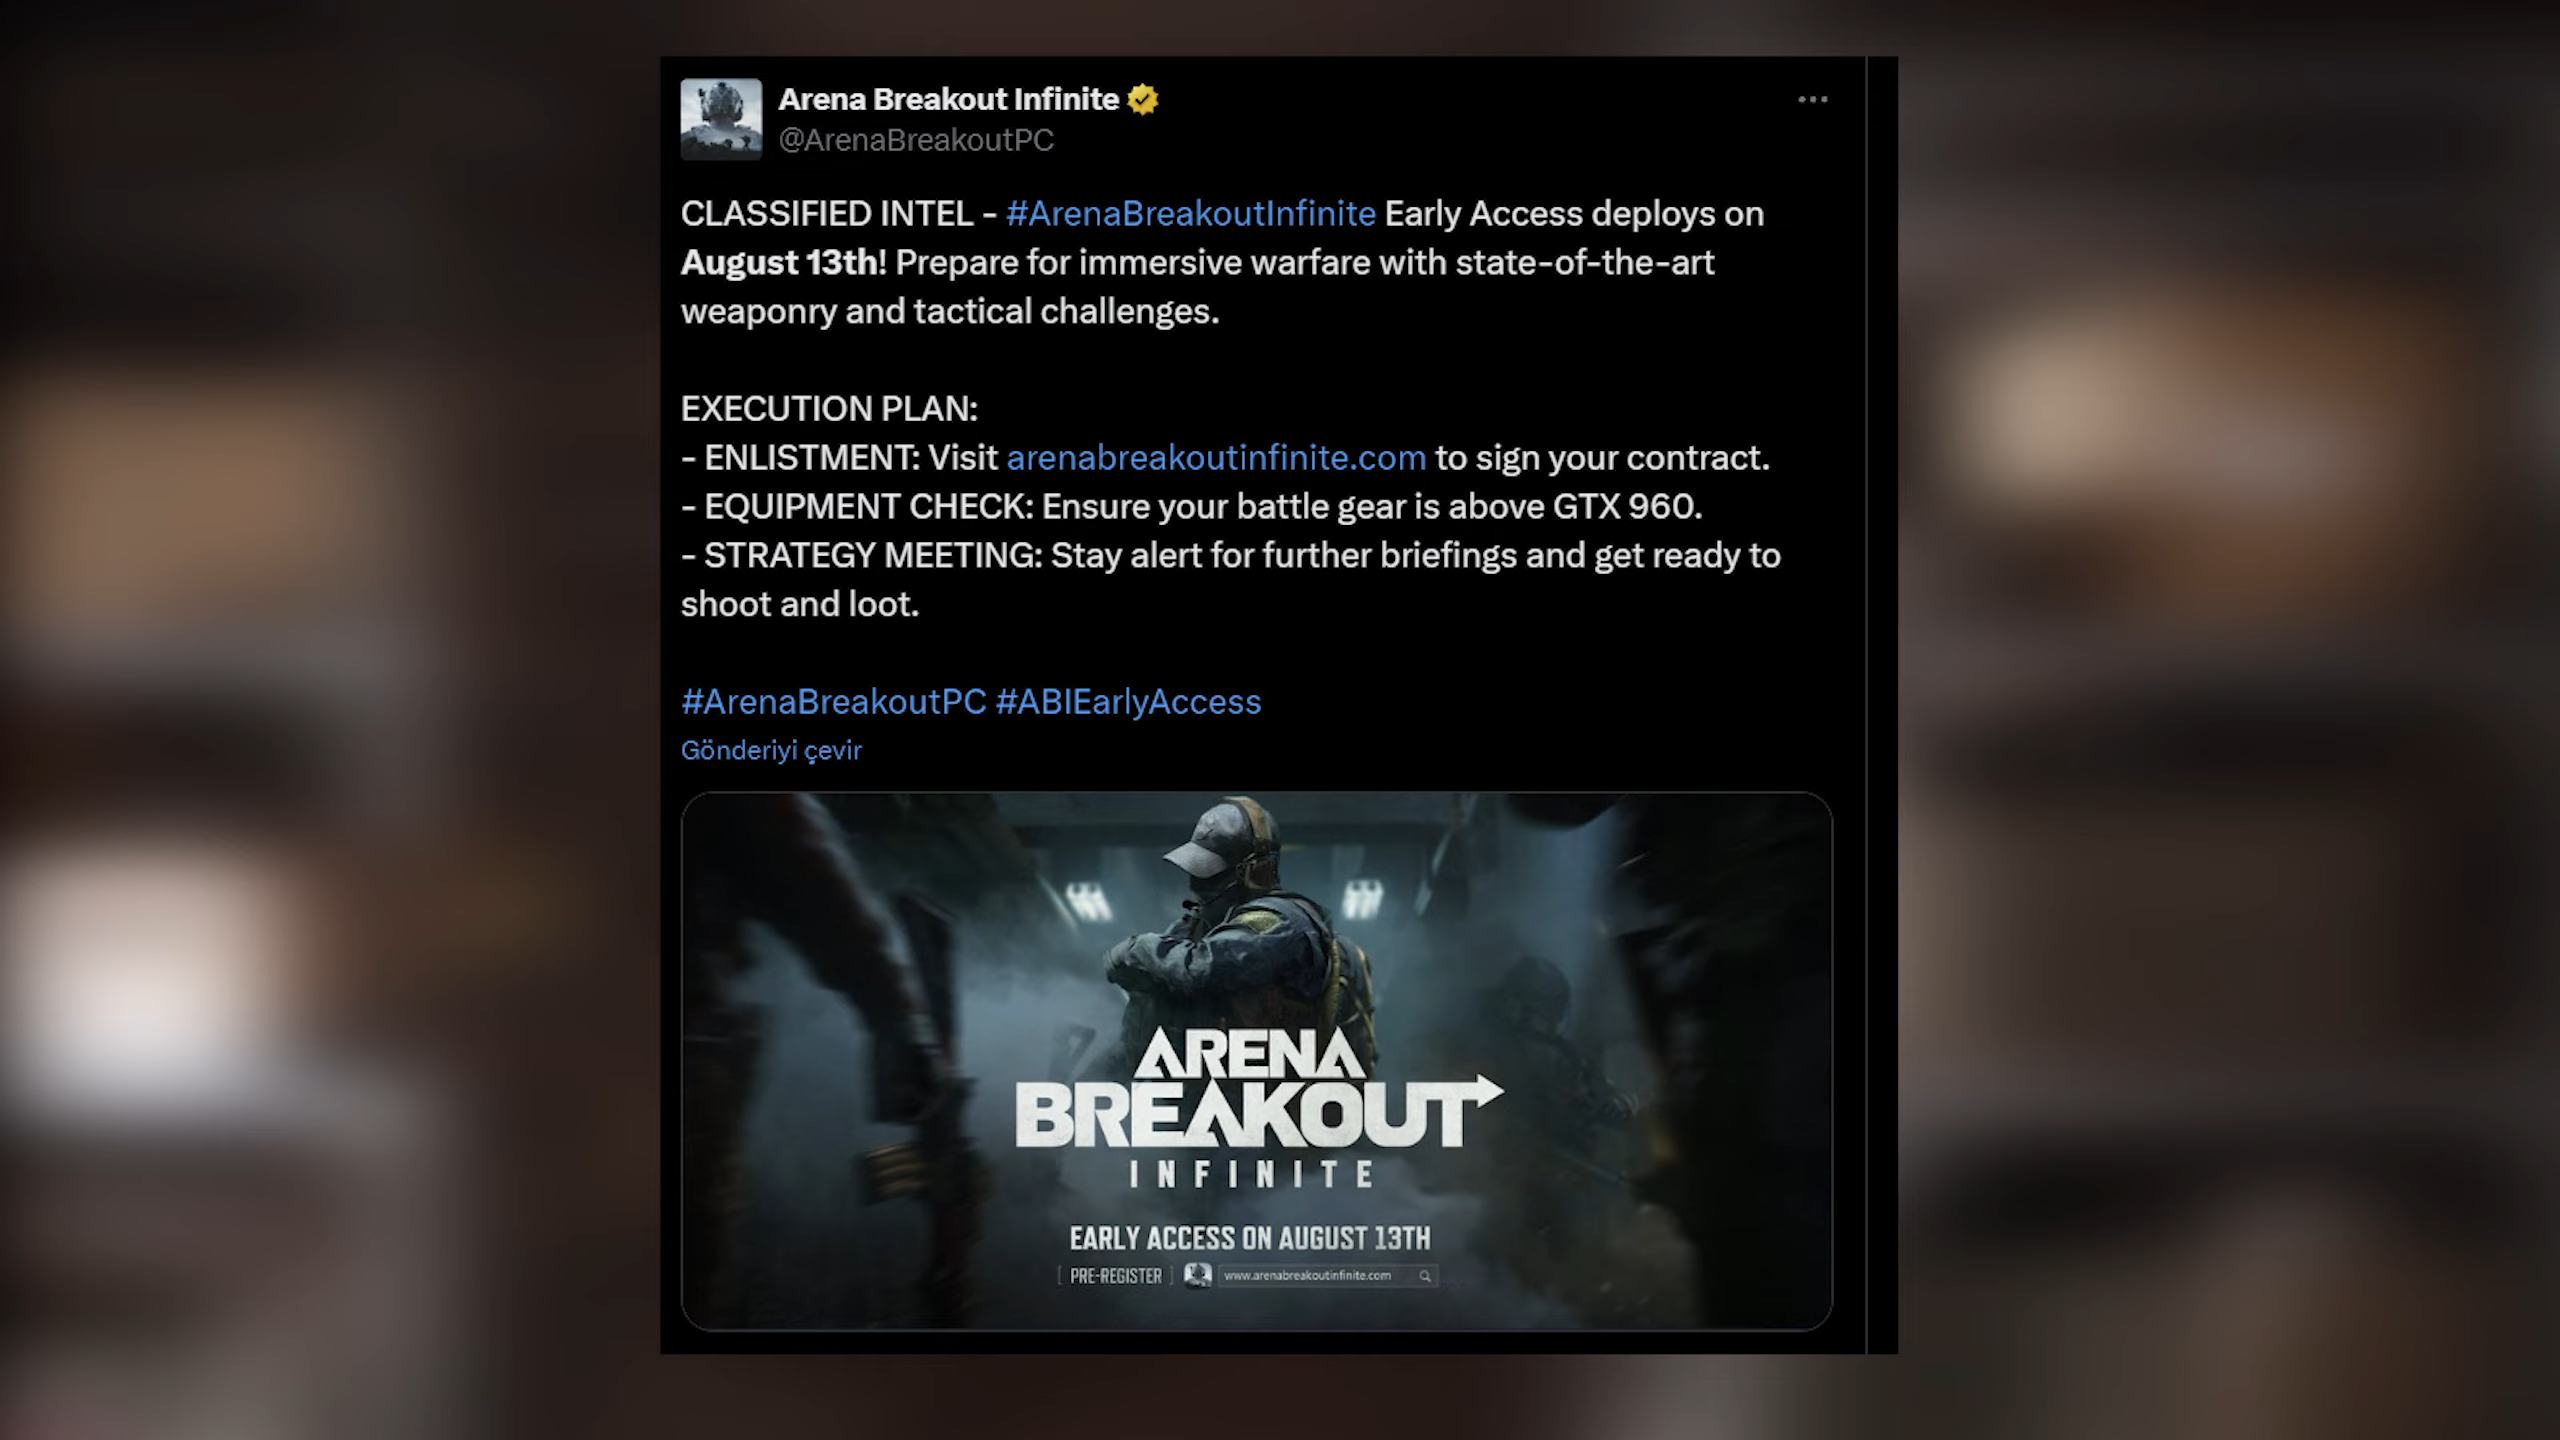 Arena Breakout Infinite
@ArenaBreakoutPC
CLASSIFIED INTEL - #ArenaBreakoutInfinite Early Access deploys on
August 13th! Prepare for immersive warfare with state-of-the-art
weaponry and tactical challenges.
EXECUTION PLAN:
- ENLISTMENT: Visit arenabreakoutinfinite.com to sign your contract.
- EQUIPMENT CHECK: Ensure your battle gear is above GTX 960.
- STRATEGY MEETING: Stay alert for further briefings and get ready to
shoot and loot.
#ArenaBreakoutPC #ABIEarlyAccess
Gönderiyi çevir
ARENA
BREAKOUT
INFINITE
EARLY ACCESS ON AUGUST 13TH
[ PRE-REGISTER ] www.arenabreakoutinfinite.com